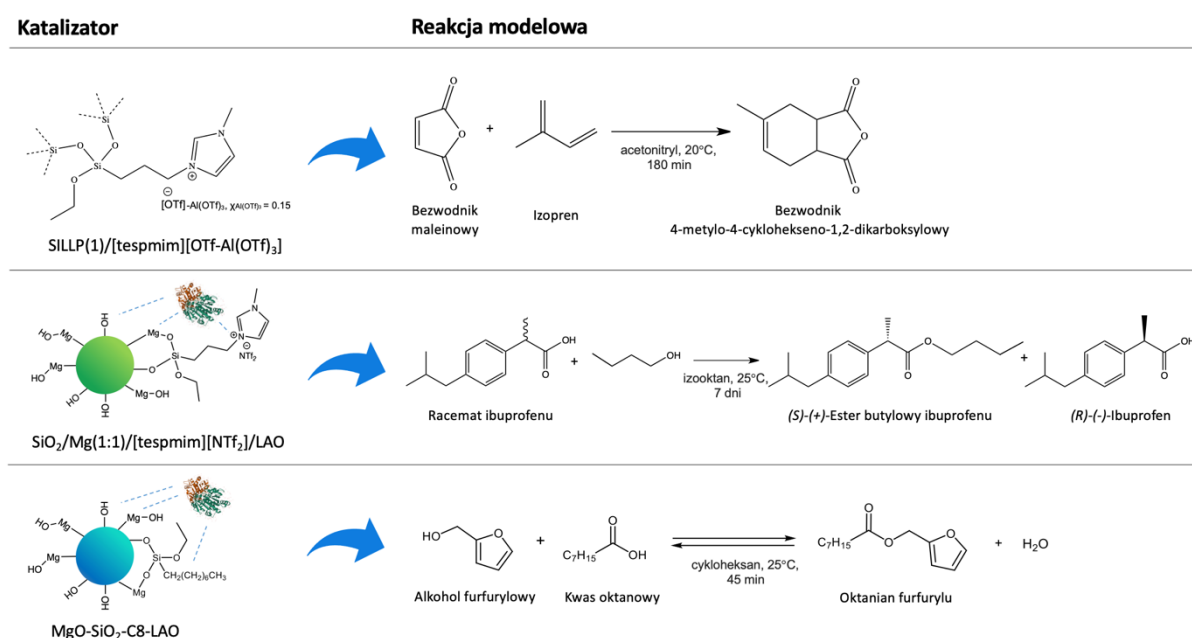 Katalizator
Reakcja modelowa
Si
O
O
Si
Si
O
N
N
⊕
⊖
[OTf]-Al(OTf)₃, χAl(OTf)₃ = 0.15
SILLP(1)/[tespmim][OTf-Al(OTf)₃]
O
O
O
+
acetonitryl, 20°C,
180 min
O
O
O
Bezwodnik
maleinowy
Izopren
Bezwodnik
4-metylo-4-cyklohekseno-1,2-dikarboksylowy
OH
HO-Mg
Mg-O
Mg
HO
O
Si
O
Mg-OH
HO
OH
N
N
⊕
⊖
NTf₂
SiO₂/Mg(1:1)/[tespmim][NTf₂]/LAO
OH
O
+
OH
izooktan, 25°C,
7 dni
O
O
+
OH
O
Racemat ibuprofenu
(S)-(+)-Ester butylowy ibuprofenu
(R)-(-)-Ibuprofen
OH
HO-Mg
Mg-OH
Mg
HO
O
Si
O
O
CH₂(CH₂)₆CH₃
Mg
HO
OH
MgO-SiO₂-C8-LAO
HO
O
+
O
C₇H₁₅
OH
cykloheksan, 25°C,
45 min
O
C₇H₁₅
O
O
+
H₂O
Alkohol furfurylowy
Kwas oktanowy
Oktanian furfurylu